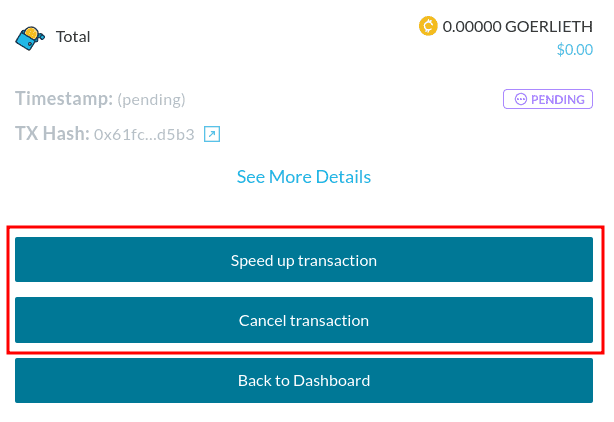 Total
0.00000 GOERLIETH
$0.00
Timestamp: (pending)
PENDING
TX Hash: 0x61fc...d5b3
See More Details
Speed up transaction
Cancel transaction
Back to Dashboard